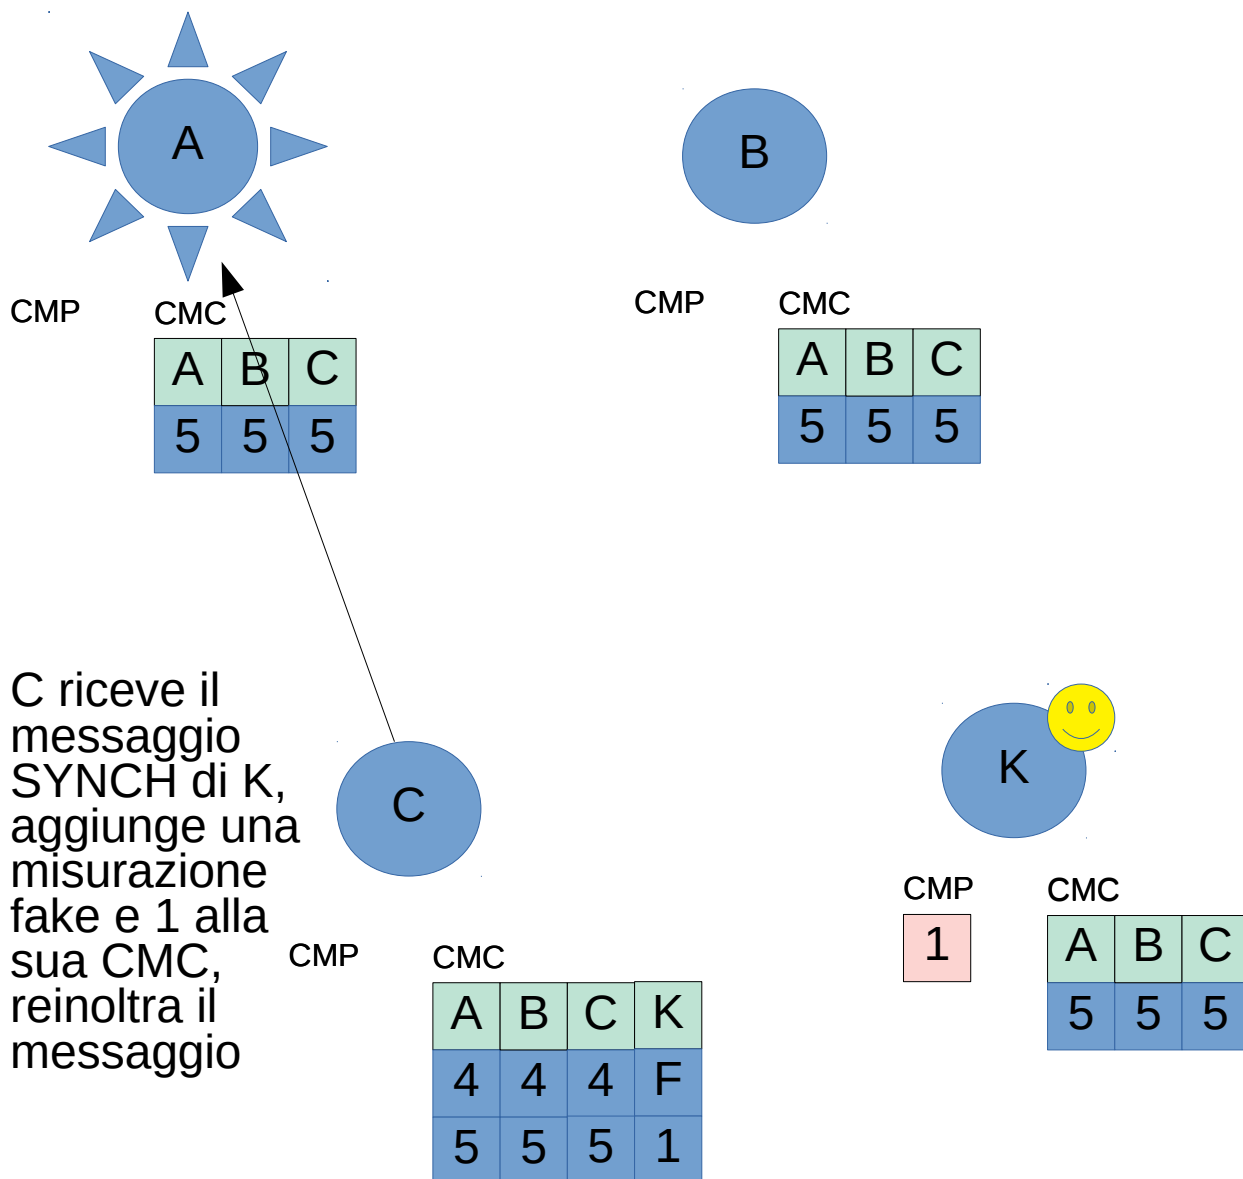 A
B
CMP
CMC
A B C
5 5 5
CMP
CMC
A B C
5 5 5
C riceve il
messaggio
SYNCH di K,
aggiunge una
misurazione
fake e 1 alla
sua CMC,
reinoltra il
messaggio
C
CMP
CMC
A B C K
4 4 4 F
5 5 5 1
K
CMP
1
CMC
A B C
5 5 5